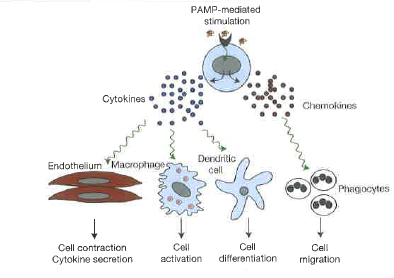 PAMP-mediated
stimulation
Cytokines
Chemokines
Endothelium
Macrophage
Dendritic
cell
Phagocytes
Cell contraction
Cytokine secretion
Cell
activation
Cell
differentiation
Cell
migration